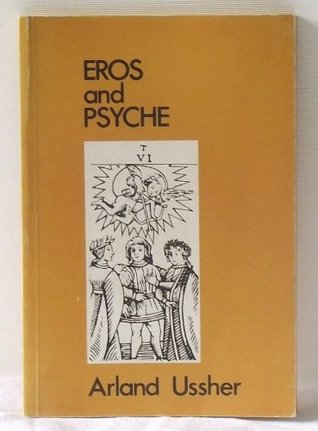 EROS
and
PSYCHE
T
VI
Arland Ussher